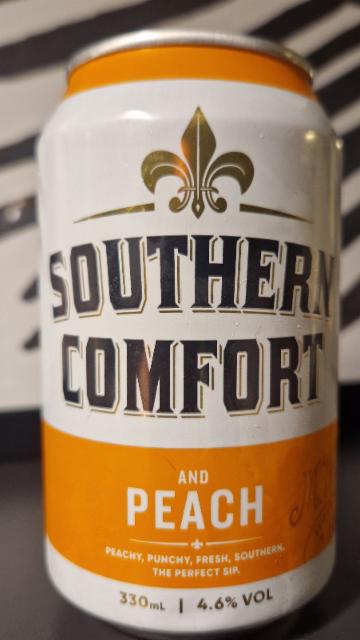 SOUTHERN
COMFORT
AND
PEACH
PEACHY, PUNCHY, FRESH, SOUTHERN.
THE PERFECT SIP.
330mL | 4.6% VOL